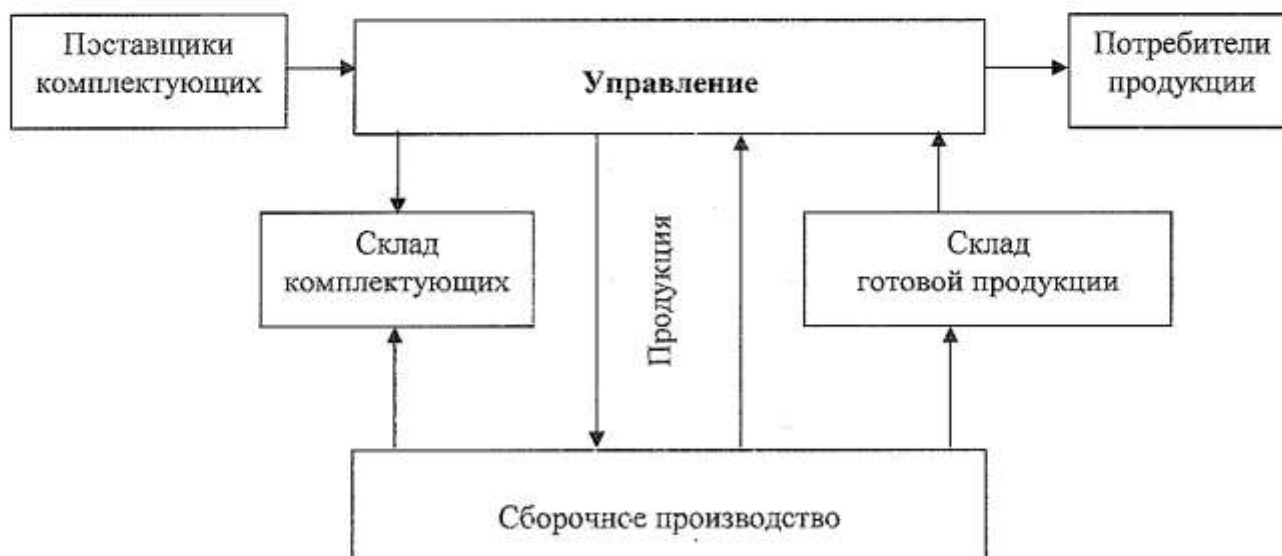 Поставщики
комплектующих
Управление
Потребители
продукции
Склад
комплектующих
Продукция
Склад
готовой продукции
Сборочное производство